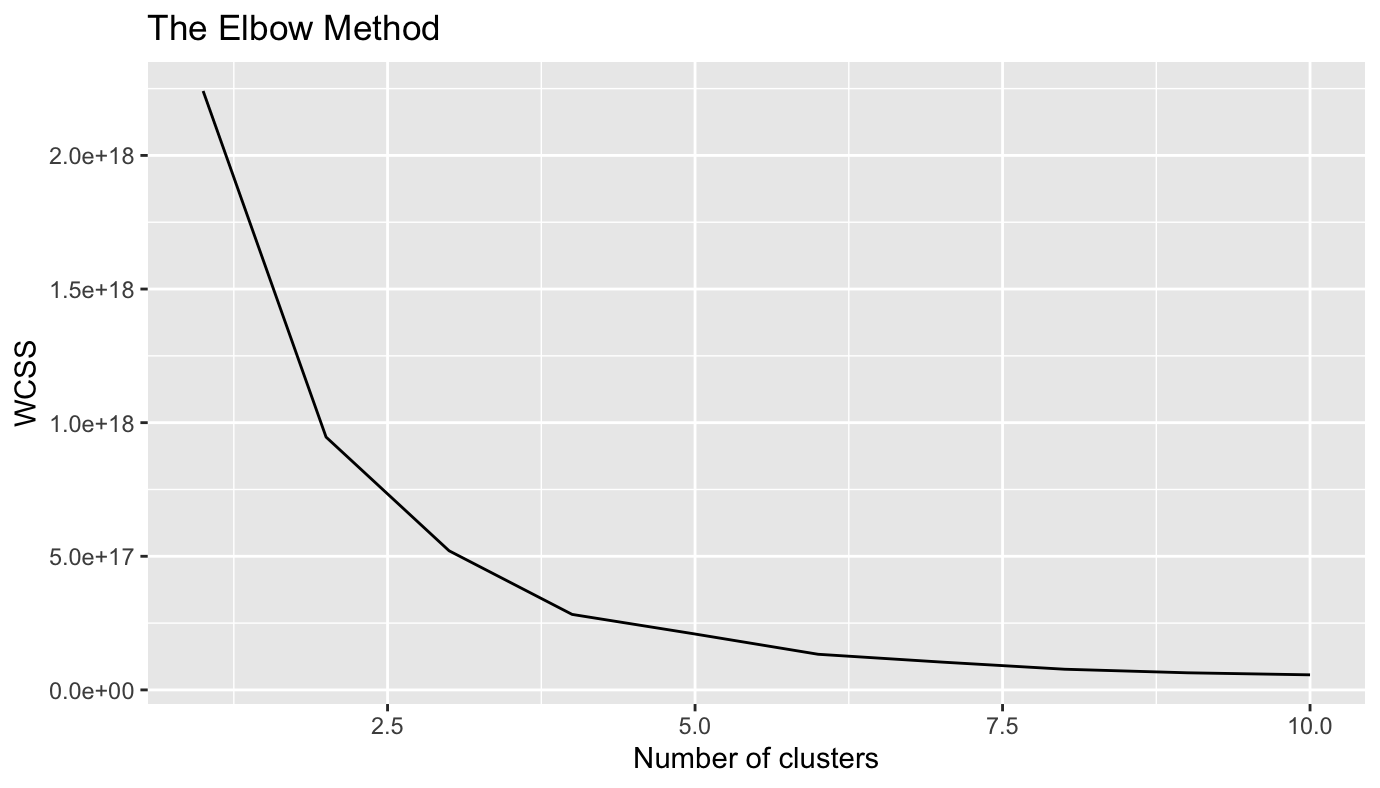 The Elbow Method
2.0e+18
1.5e+18
1.0e+18
5.0e+17
0.0e+00
WCSS
2.5
5.0
7.5
10.0
Number of clusters